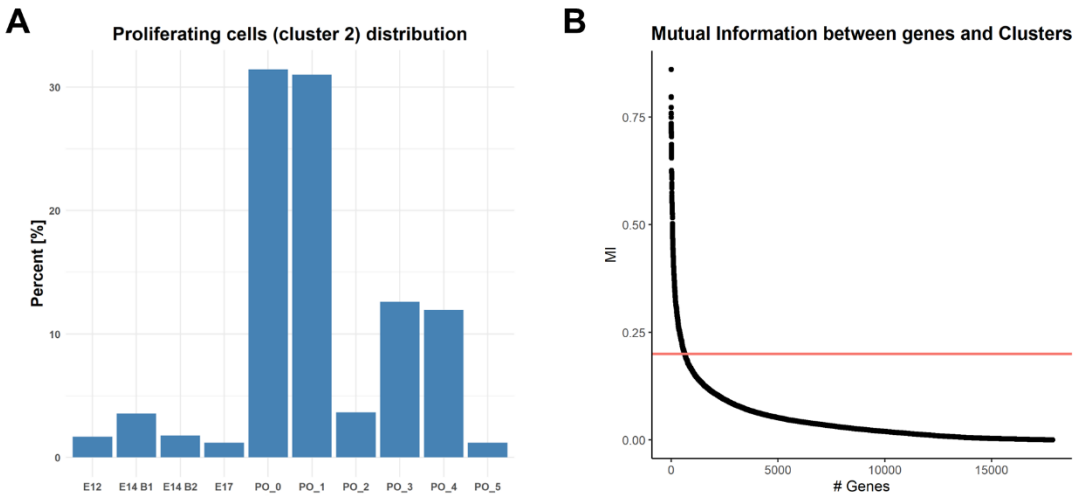 A
Proliferating cells (cluster 2) distribution
Percent [%]
30
20
10
0
E12 E14 B1 E14 B2 E17 PO_0 PO_1 PO_2 PO_3 PO_4 PO_5
B
Mutual Information between genes and Clusters
MI
0.75
0.50
0.25
0.00
0 5000 10000 15000
# Genes